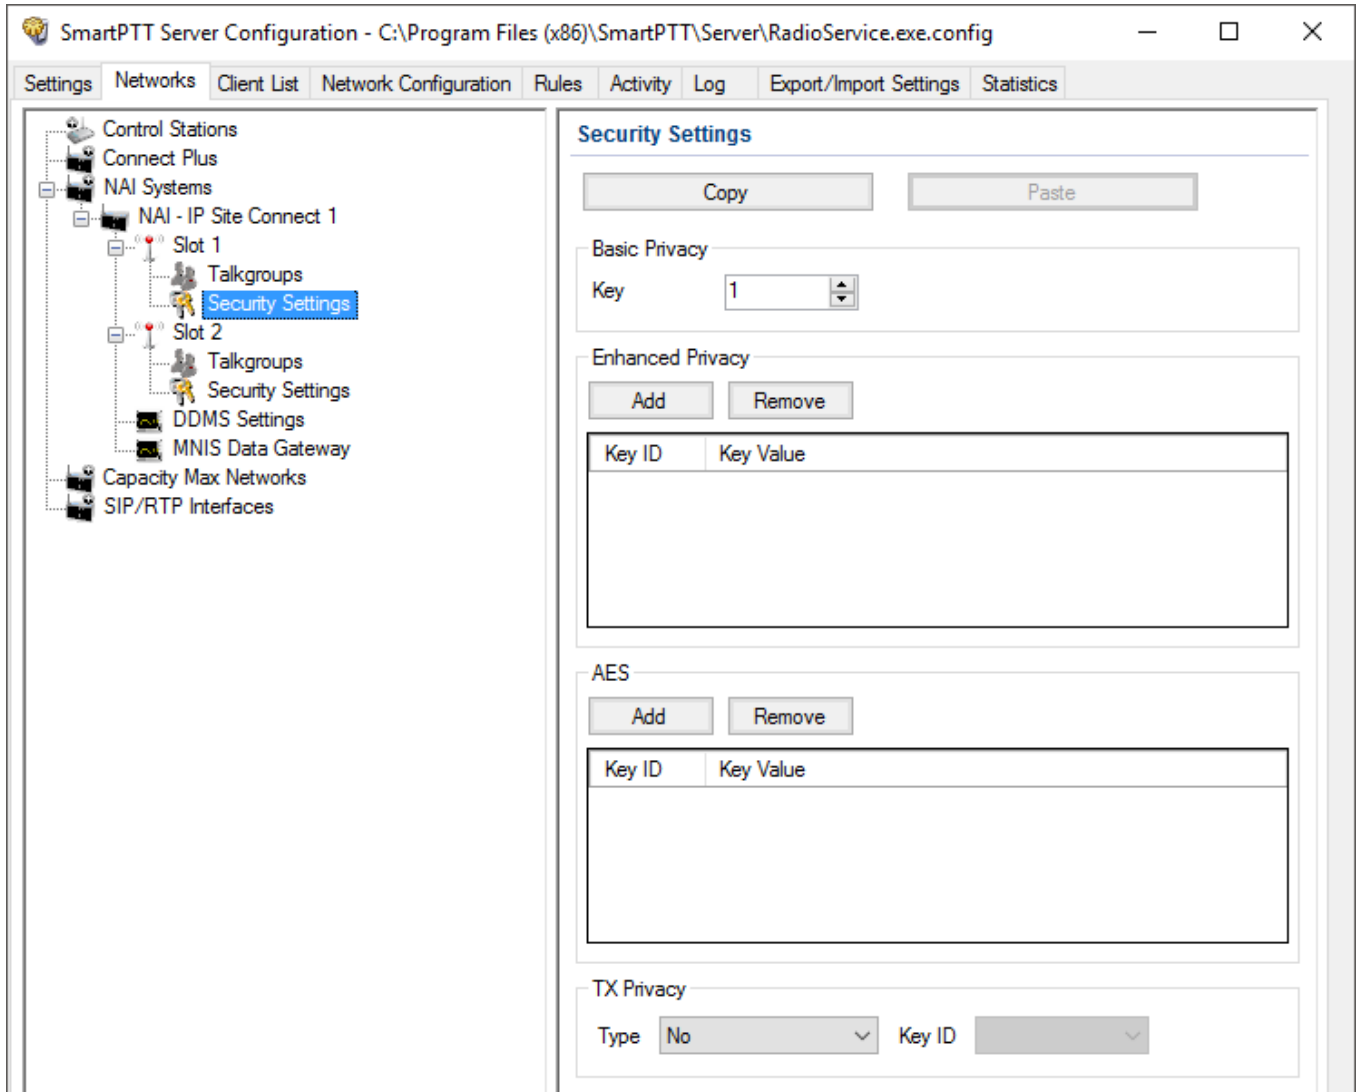 SmartPTT Server Configuration - C:\Program Files (x86)\SmartPTT\Server\RadioService.exe.config
Settings Networks Client List Network Configuration Rules Activity Log Export/Import Settings Statistics
Control Stations
Connect Plus
NAI Systems
NAI - IP Site Connect 1
Slot 1
Talkgroups
Security Settings
Slot 2
Talkgroups
Security Settings
DDMS Settings
MNIS Data Gateway
Capacity Max Networks
SIP/RTP Interfaces
Security Settings
Copy Paste
Basic Privacy
Key 1
Enhanced Privacy
Add Remove
Key ID Key Value
AES
Add Remove
Key ID Key Value
TX Privacy
Type No Key ID